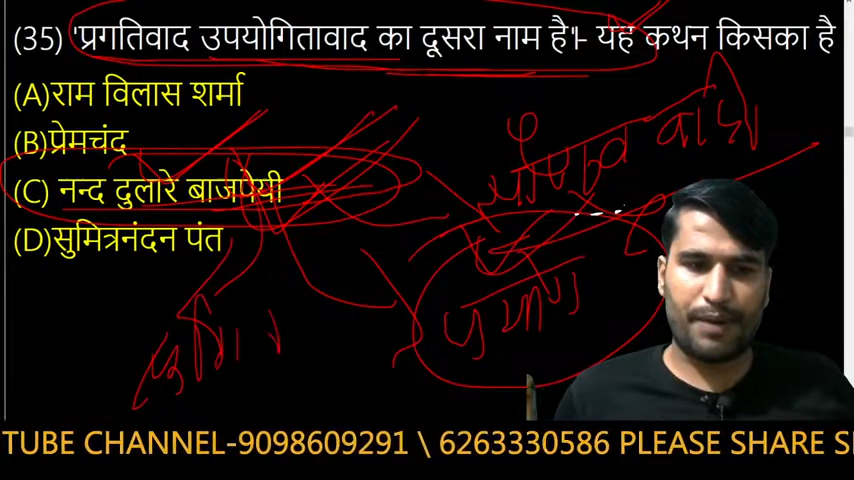 (35) 'प्रगतिवाद उपयोगितावाद का दूसरा नाम है'- यह कथन किसका है
(A)राम विलास शर्मा
(B)प्रेमचंद
(C) नन्द दुलारे बाजपेयी
(D)सुमित्रनंदन पंत
TUBE CHANNEL-9098609291 \ 6263330586 PLEASE SHARE S